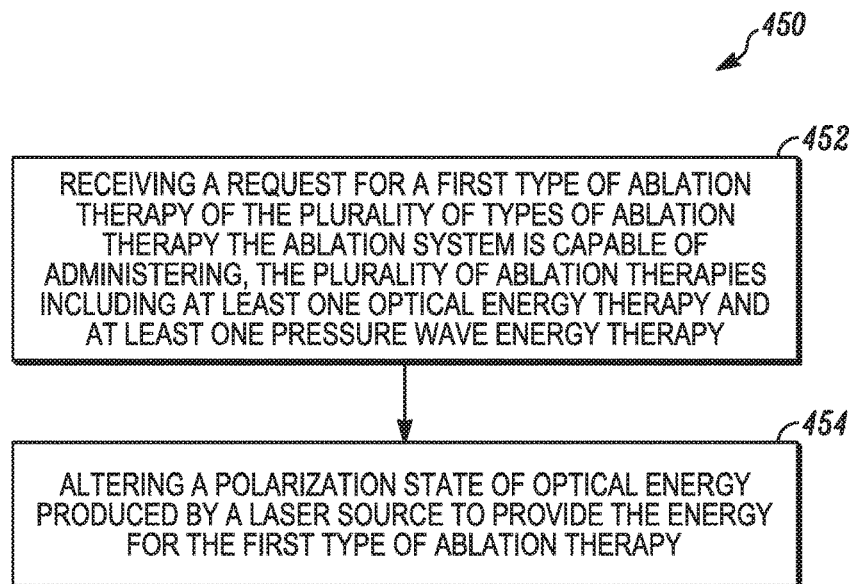 450
452
RECEIVING A REQUEST FOR A FIRST TYPE OF ABLATION
THERAPY OF THE PLURALITY OF TYPES OF ABLATION
THERAPY THE ABLATION SYSTEM IS CAPABLE OF
ADMINISTERING, THE PLURALITY OF ABLATION THERAPIES
INCLUDING AT LEAST ONE OPTICAL ENERGY THERAPY AND
AT LEAST ONE PRESSURE WAVE ENERGY THERAPY
454
ALTERING A POLARIZATION STATE OF OPTICAL ENERGY
PRODUCED BY A LASER SOURCE TO PROVIDE THE ENERGY
FOR THE FIRST TYPE OF ABLATION THERAPY